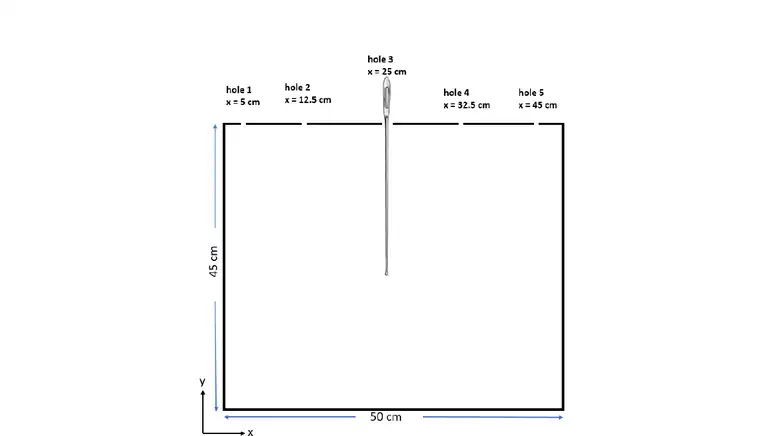 hole 3
x = 25 cm
hole 1
x = 5 cm
hole 2
x = 12.5 cm
hole 4
x = 32.5 cm
hole 5
x = 45 cm
45 cm
y
50 cm
x